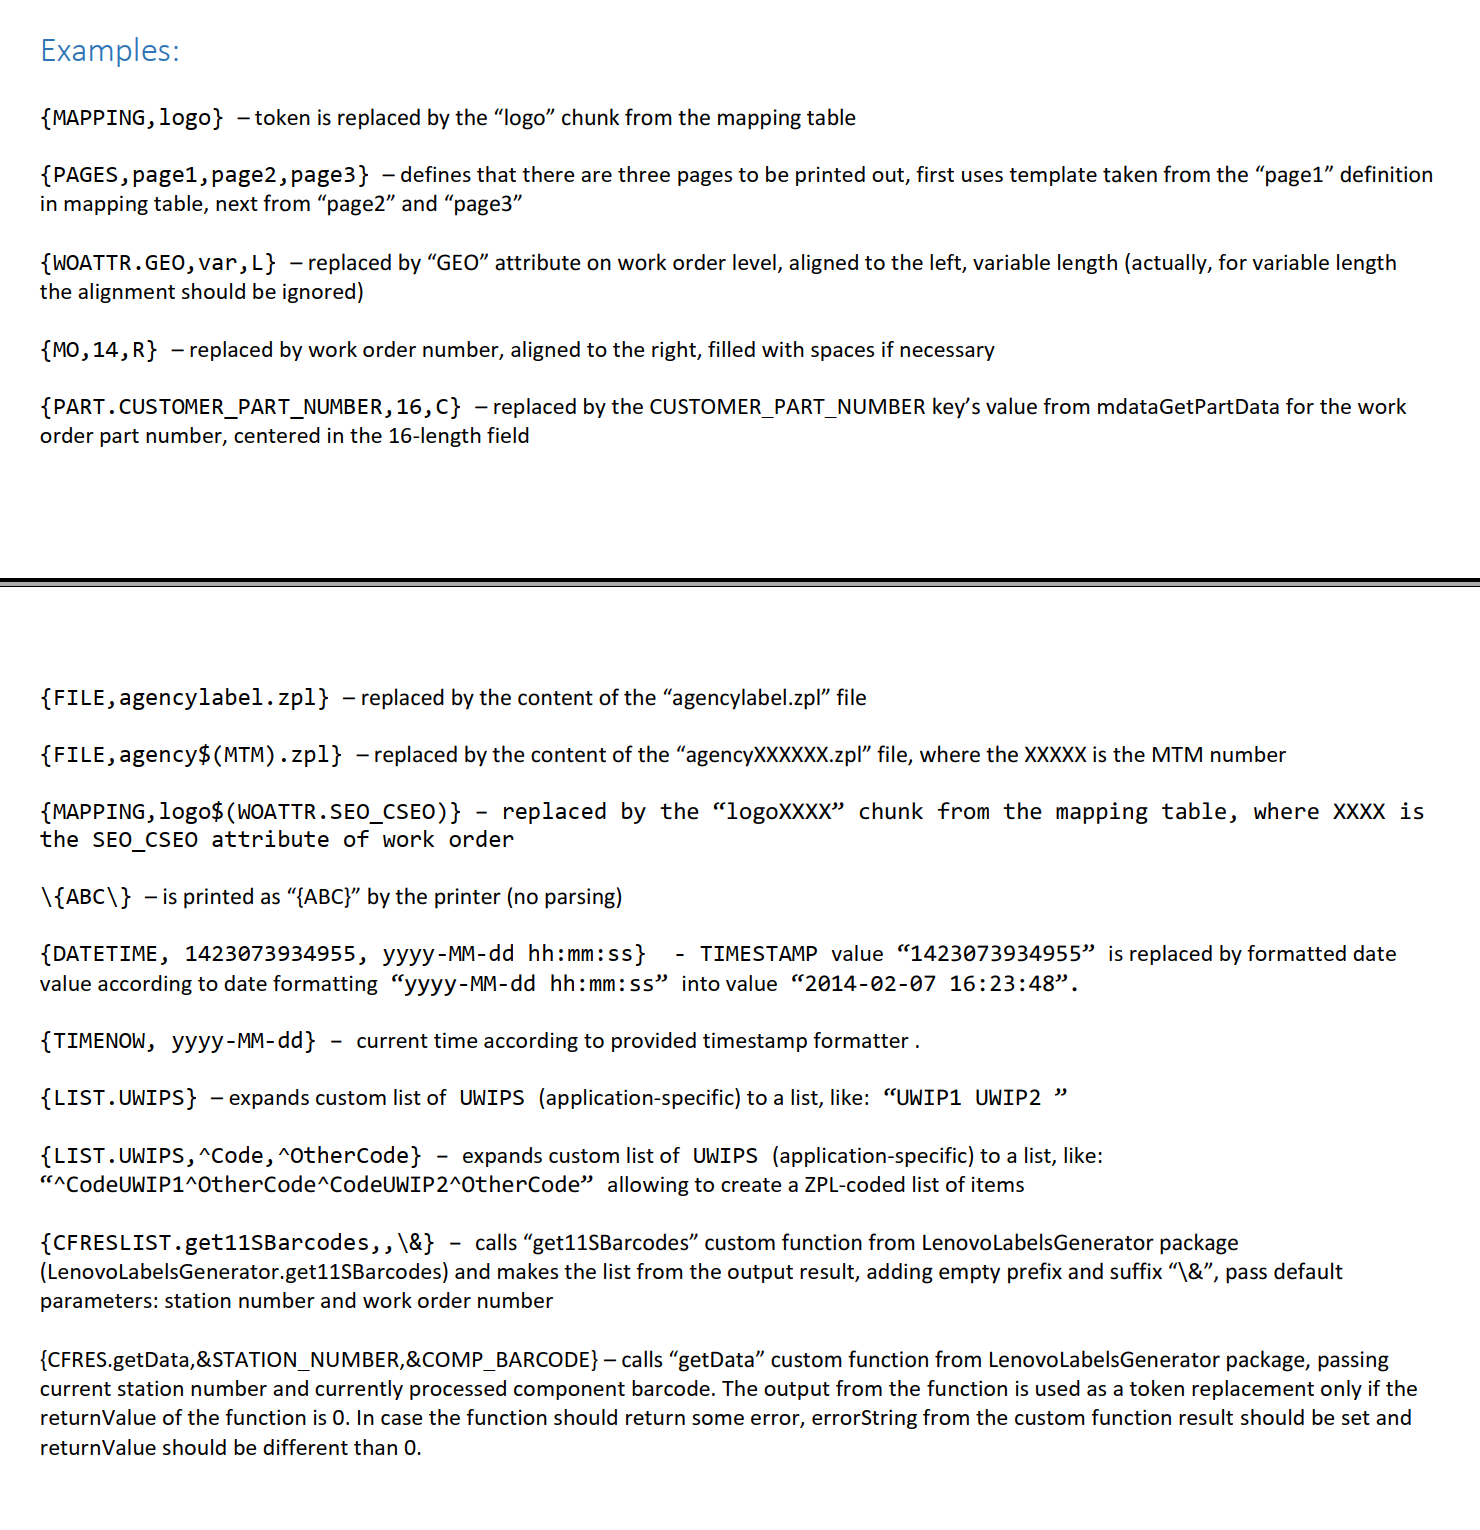 Examples:
{MAPPING,logo} – token is replaced by the “logo” chunk from the mapping table
{PAGES,page1,page2,page3} – defines that there are three pages to be printed out, first uses template taken from the “page1” definition
in mapping table, next from “page2” and “page3”
{WOATTR.GEO,var,L} – replaced by “GEO” attribute on work order level, aligned to the left, variable length (actually, for variable length
the alignment should be ignored)
{MO,14,R} – replaced by work order number, aligned to the right, filled with spaces if necessary
{PART.CUSTOMER_PART_NUMBER,16,C} – replaced by the CUSTOMER_PART_NUMBER key’s value from mdataGetPartData for the work
order part number, centered in the 16-length field
{FILE,agencylabel.zpl} – replaced by the content of the “agencylabel.zpl” file
{FILE,agency$(MTM).zpl} – replaced by the content of the “agencyXXXXXX.zpl” file, where the XXXXX is the MTM number
{MAPPING,logo$(WOATTR.SEO_CSEO)} – replaced by the “logoXXXX” chunk from the mapping table, where XXXX is
the SEO_CSEO attribute of work order
\{ABC\} – is printed as “{ABC}” by the printer (no parsing)
{DATETIME, 1423073934955, yyyy-MM-dd hh:mm:ss}  - TIMESTAMP value “1423073934955” is replaced by formatted date
value according to date formatting “yyyy-MM-dd hh:mm:ss” into value “2014-02-07 16:23:48”.
{TIMENOW, yyyy-MM-dd} – current time according to provided timestamp formatter .
{LIST.UWIPS} – expands custom list of UWIPS (application-specific) to a list, like: “UWIP1 UWIP2 ”
{LIST.UWIPS,^Code,^OtherCode} – expands custom list of UWIPS (application-specific) to a list, like:
“^CodeUWIP1^OtherCode^CodeUWIP2^OtherCode” allowing to create a ZPL-coded list of items
{CFRESLIST.get11SBarcodes,,\&} – calls “get11SBarcodes” custom function from LenovoLabelsGenerator package
(LenovoLabelsGenerator.get11SBarcodes) and makes the list from the output result, adding empty prefix and suffix “\&”, pass default
parameters: station number and work order number
{CFRES.getData,&STATION_NUMBER,&COMP_BARCODE} – calls “getData” custom function from LenovoLabelsGenerator package, passing
current station number and currently processed component barcode. The output from the function is used as a token replacement only if the
returnValue of the function is 0. In case the function should return some error, errorString from the custom function result should be set and
returnValue should be different than 0.